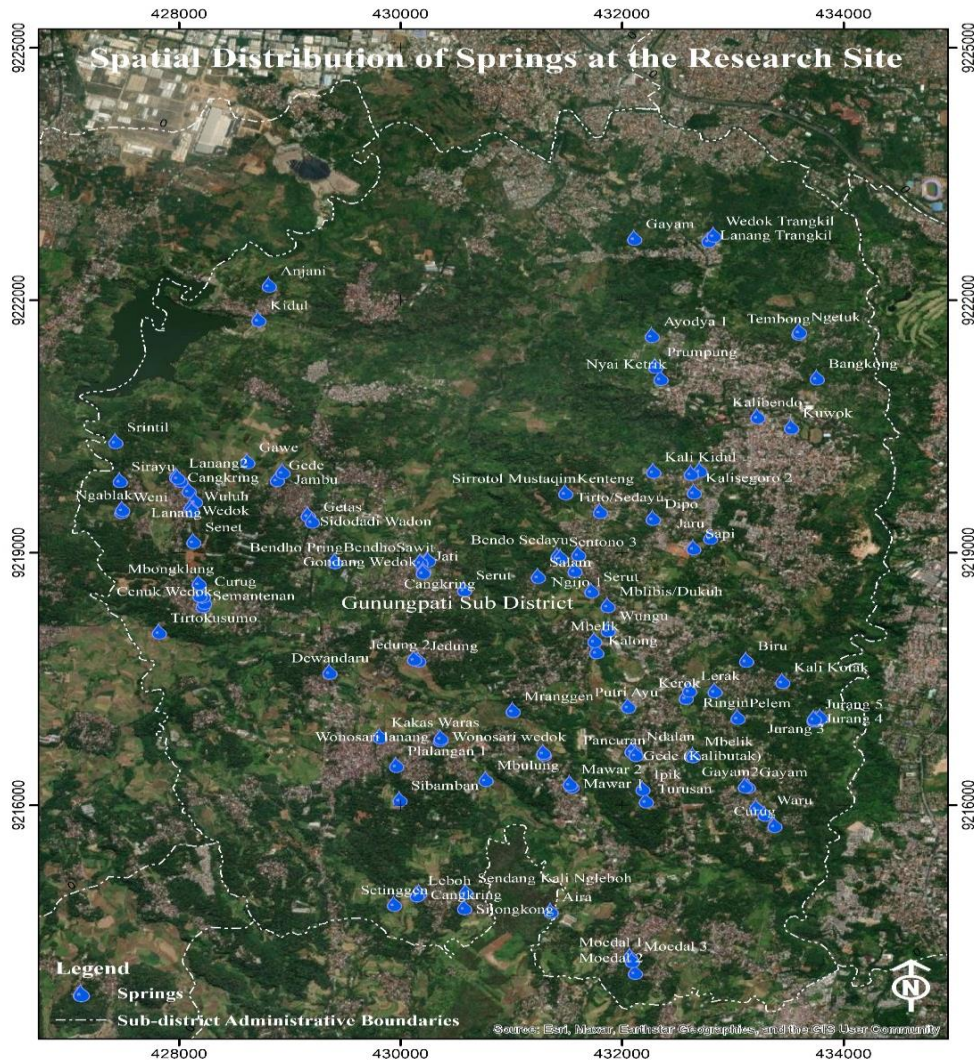 428000 430000 432000 434000
9225000 9225000
Spatial Distribution of Springs at the Research Site
0
0
0
Gayam
Wedok Trangkil
Lanang Trangkil
Anjani
9222000 9222000
Kidul
Ayodya 1
Tembong
Ngetuk
Prumpung
Nyai Ketrik
Bangkong
Kalibendo
Kuwok
Srintil
Gawe
Lanang2
Sirayu
Gede
Cangkring
Jambu
Kali Kidul
Sirrotol Mustaqim
Kenteng
Kalisegoro 2
Ngablak
Weni
Wuluh
Tirto/Sedayu
Dipo
Lanang
Wedok
Getas
Sidodadi Wadon
Jaru
Sapi
Senet
9219000 9219000
Bendho Pring
Bendho
Sawit
Bendo Sedayu
Sentono 3
Gondang Wedok
Jati
Salam
Mbongklang
Curug
Cangkring
Serut
Ngijo 1
Serut
Cenuk Wedok
Semantenan
Mblibis/Dukuh
Gunungpati Sub District
Tirtokusumo
Wungu
Mbelik
Kalong
Jedung 2
Jedung
Biru
Dewandaru
Kali Kotak
Lerak
Kerok
Mranggen
Putri Ayu
Ringin
Pelem
Jurang 5
Jurang 4
Jurang 3
Kakas Waras
Wonosari lanang
Wonosari wedok
Ndalan
Pancuran
Mbelik
Plalangan 1
Gede (Kalibutak)
Mbulung
Mawar 2
Ipik
Gayam2
Gayam
Sibamban
Mawar 1
Turusan
9216000 9216000
Waru
Curug
Leboh
Sendang Kali Ngleboh
Setinggen
Cangkring
Aira
Sijongkong
Moedal 1
Moedal 3
Moedal 2
Legend
Springs
Sub-district Administrative Boundaries
N
Source: Esri, Maxar, Earthstar Geographics, and the GIS User Community
428000 430000 432000 434000